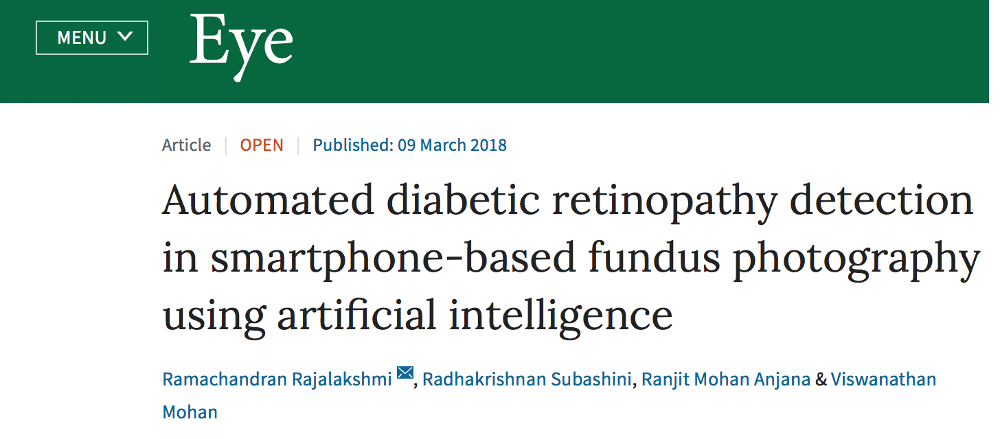 MENU
Eye
Article | OPEN | Published: 09 March 2018
Automated diabetic retinopathy detection
in smartphone-based fundus photography
using artificial intelligence
Ramachandran Rajalakshmi, Radhakrishnan Subashini, Ranjit Mohan Anjana & Viswanathan
Mohan